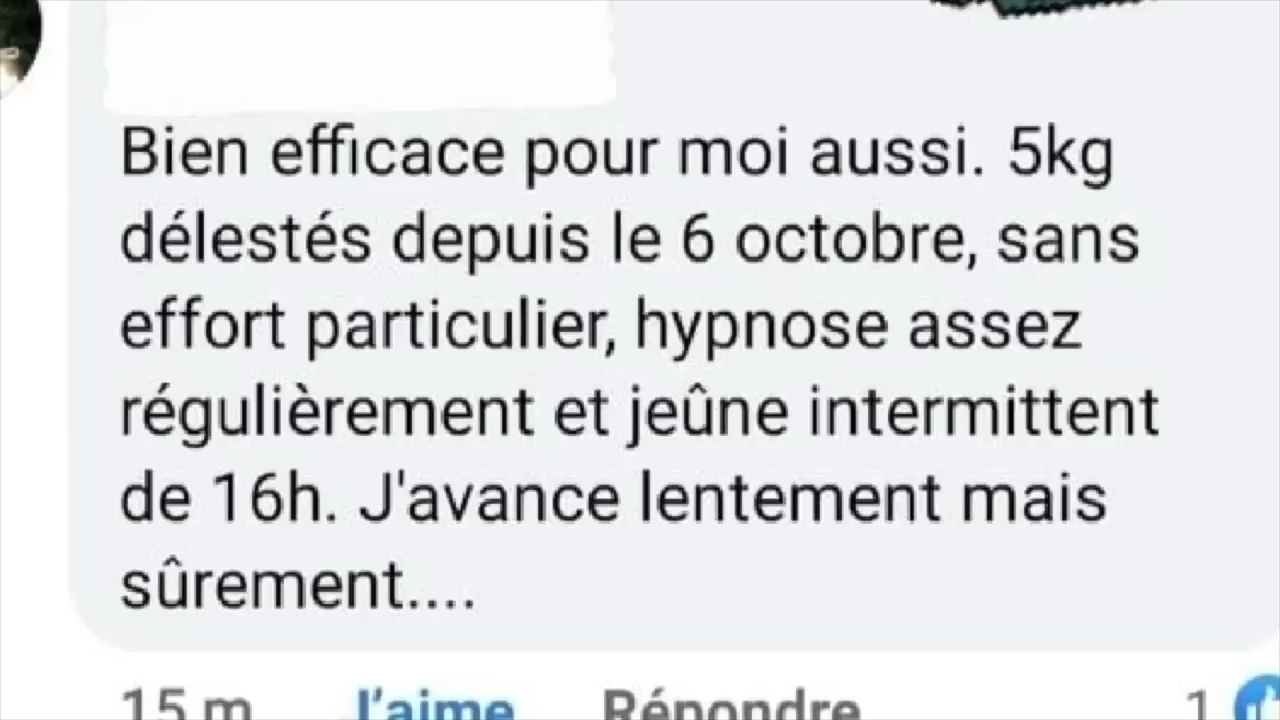 Bien efficace pour moi aussi. 5kg
délestés depuis le 6 octobre, sans
effort particulier, hypnose assez
régulièrement et jeûne intermittent
de 16h. J'avance lentement mais
sûrement....
15 m J'aime Répondre 1